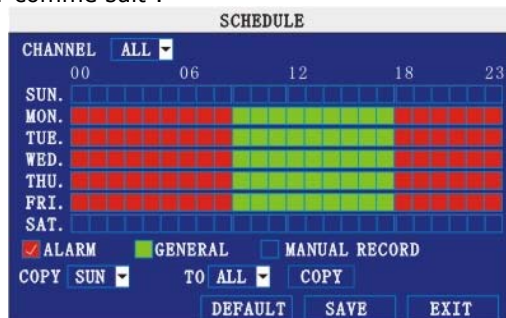 comme suit :
SCHEDULE
CHANNEL ALL
00 06 12 18 23
SUN.
MON.
TUE.
WED.
THU.
FRI.
SAT.
ALARM GENERAL MANUAL RECORD
COPY SUN TO ALL COPY
DEFAULT SAVE EXIT